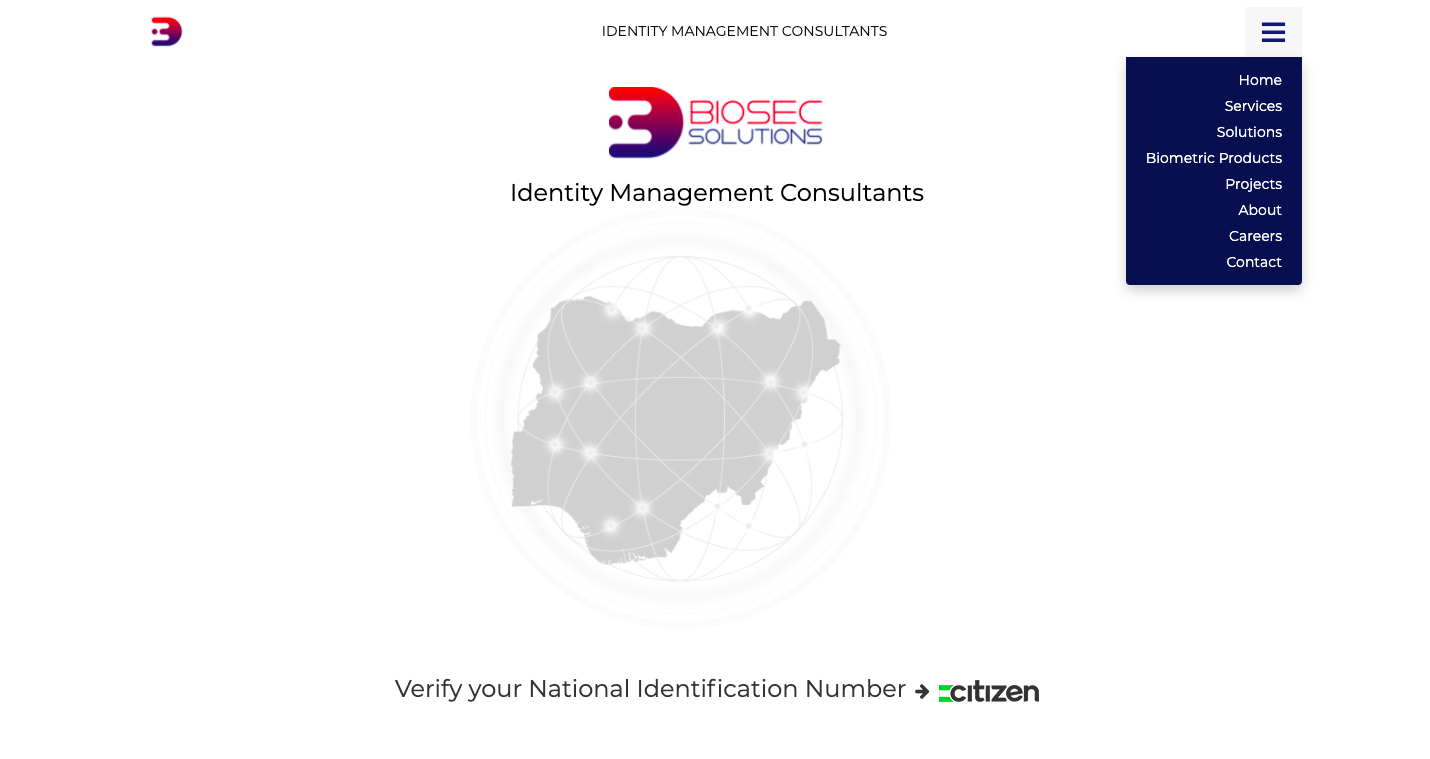 IDENTITY MANAGEMENT CONSULTANTS
Home
Services
Solutions
Biometric Products
Projects
About
Careers
Contact
BIOSEC
SOLUTIONS
Identity Management Consultants
Verify your National Identification Number → citizen